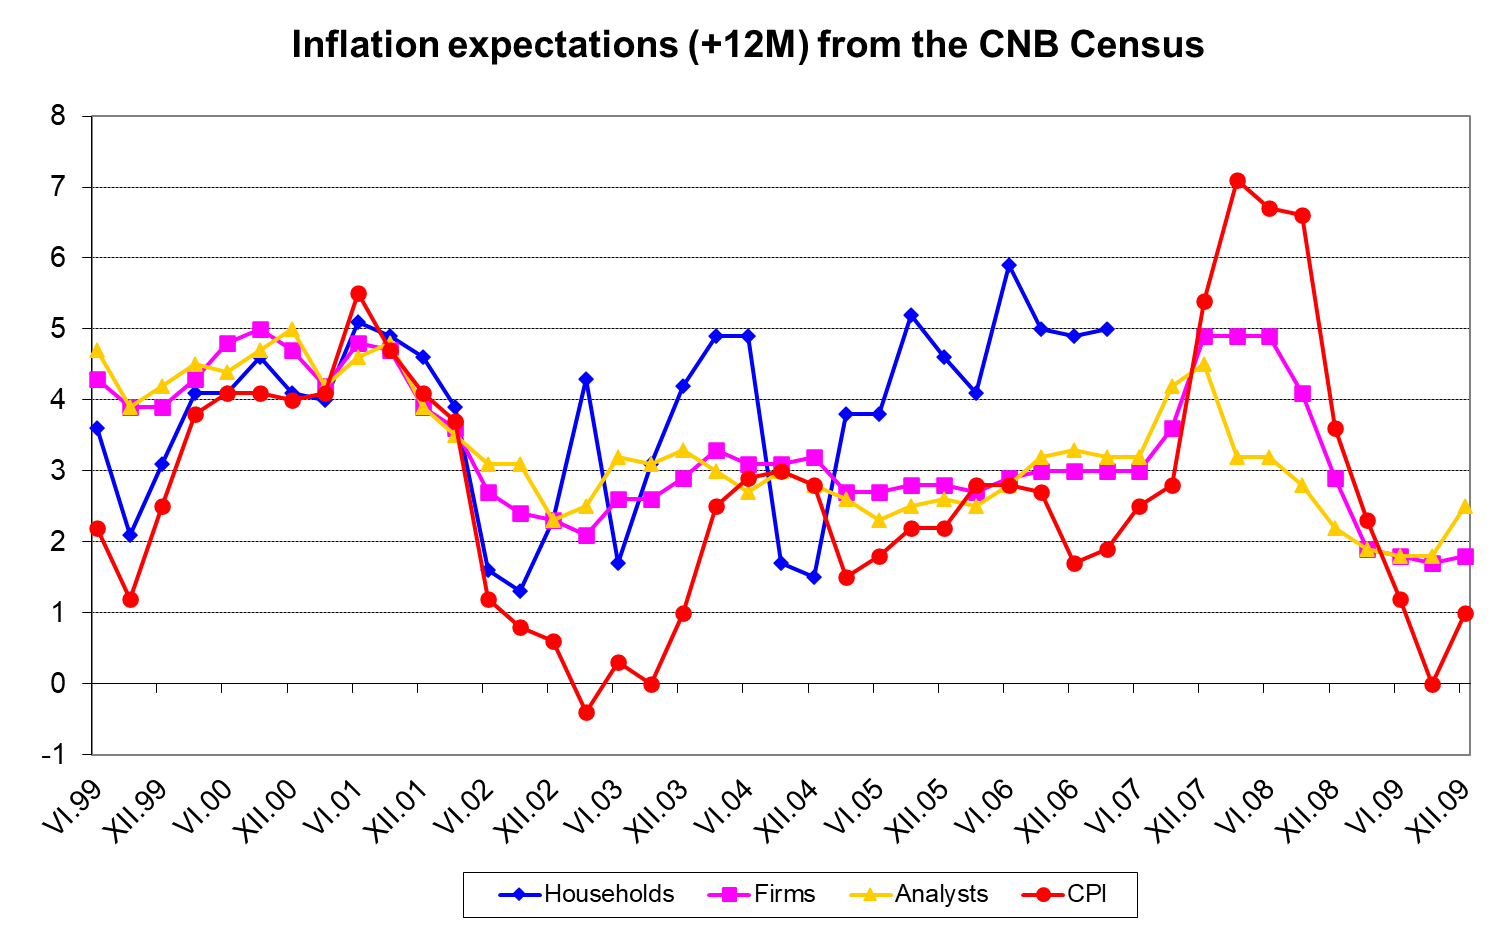 Inflation expectations (+12M) from the CNB Census
8
7
6
5
4
3
2
1
0
-1
VI.99
XII.99
VI.00
XII.00
VI.01
XII.01
VI.02
XII.02
VI.03
XII.03
VI.04
XII.04
VI.05
XII.05
VI.06
XII.06
VI.07
XII.07
VI.08
XII.08
VI.09
XII.09
Households Firms Analysts CPI